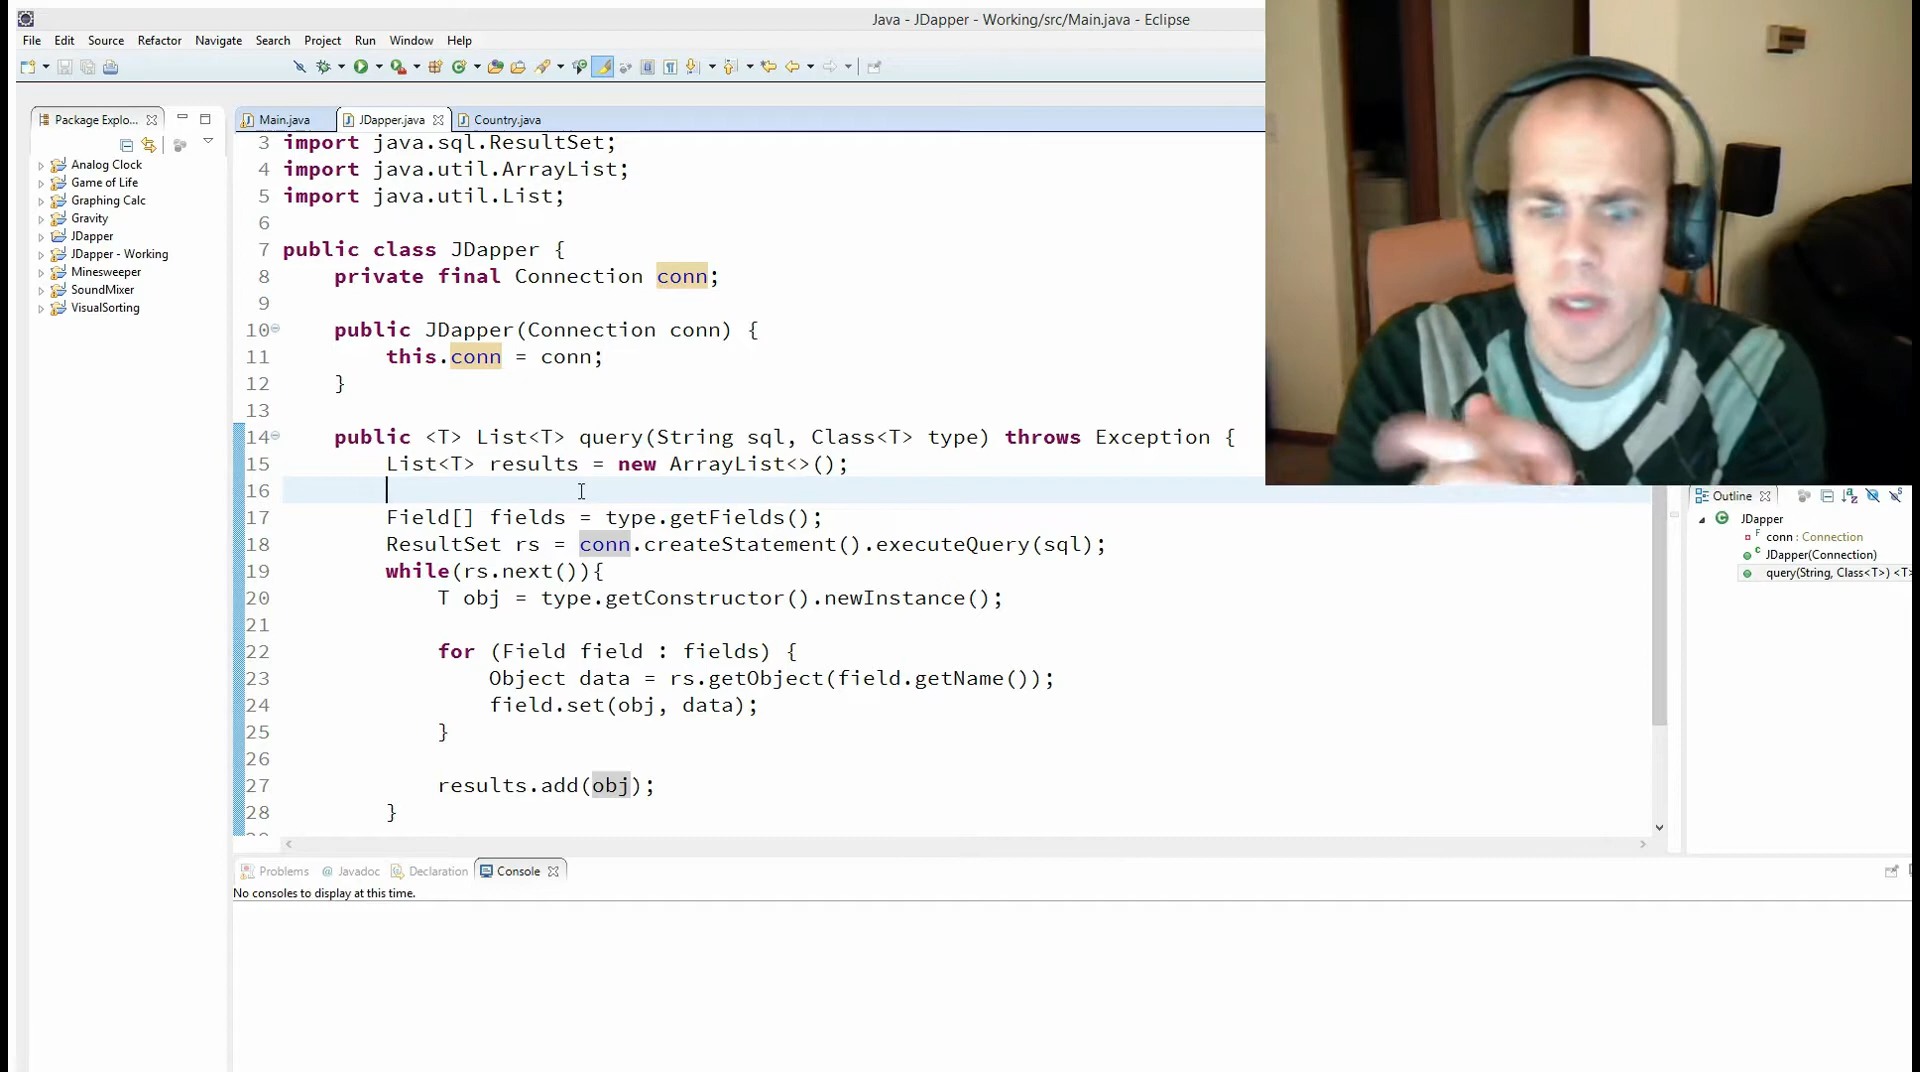 Java - JDapper - Working/src/Main.java - Eclipse
File Edit Source Refactor Navigate Search Project Run Window Help
Package Explo...
Analog Clock
Game of Life
Graphing Calc
Gravity
JDapper
JDapper - Working
Minesweeper
SoundMixer
VisualSorting
Main.java JDapper.java Country.java
3 import java.sql.ResultSet;
4 import java.util.ArrayList;
5 import java.util.List;
6
7 public class JDapper {
8 private final Connection conn;
9
10 public JDapper(Connection conn) {
11 this.conn = conn;
12 }
13
14 public <T> List<T> query(String sql, Class<T> type) throws Exception {
15 List<T> results = new ArrayList<>();
16
17 Field[] fields = type.getFields();
18 ResultSet rs = conn.createStatement().executeQuery(sql);
19 while(rs.next()){
20 T obj = type.getConstructor().newInstance();
21
22 for (Field field : fields) {
23 Object data = rs.getObject(field.getName());
24 field.set(obj, data);
25 }
26
27 results.add(obj);
28 }
Outline
JDapper
conn : Connection
JDapper(Connection)
query(String, Class<T>) <T>
Problems @ Javadoc Declaration Console
No consoles to display at this time.